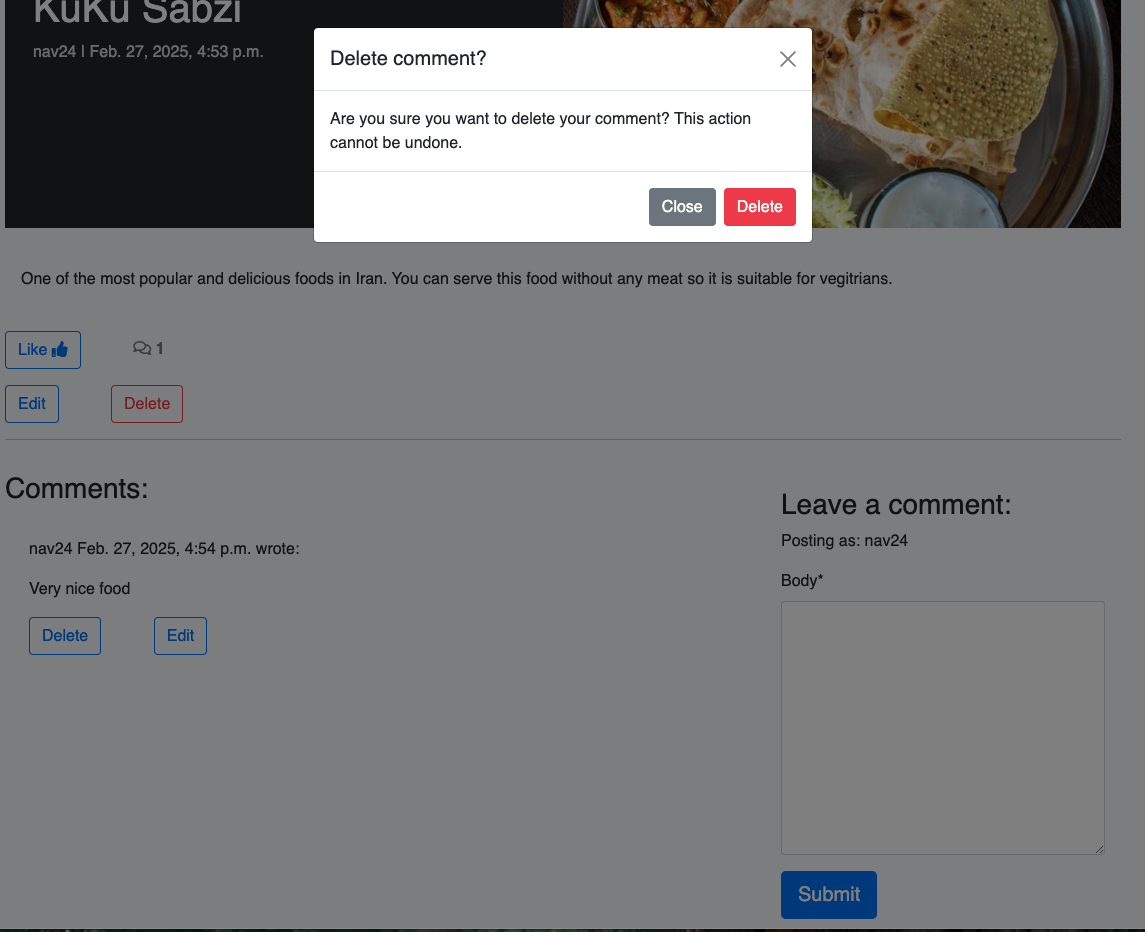 KuKu Sabzi
nav24 | Feb. 27, 2025, 4:53 p.m.
Delete comment?
Are you sure you want to delete your comment? This action
cannot be undone.
Close Delete
One of the most popular and delicious foods in Iran. You can serve this food without any meat so it is suitable for vegitrians.
Like 1
Edit Delete
Comments:
nav24 Feb. 27, 2025, 4:54 p.m. wrote:
Very nice food
Delete Edit
Leave a comment:
Posting as: nav24
Body*
Submit